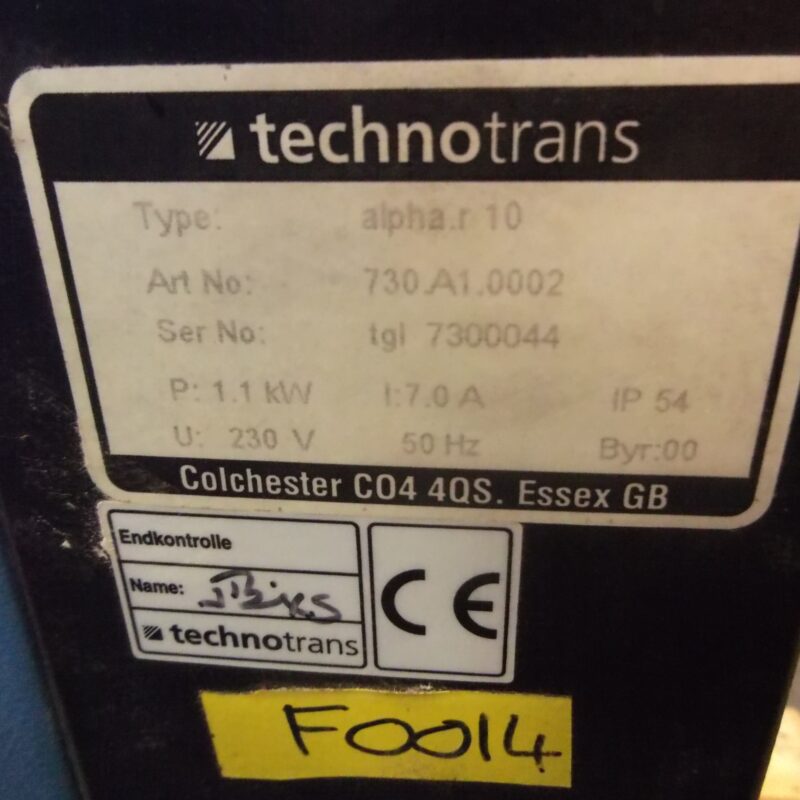 technotrans
Type: alpha.r 10
Art No: 730.A1.0002
Ser No: tgl 7300044
P: 1.1 kW I:7.0 A IP 54
U: 230 V 50 Hz Byr:00
Colchester CO4 4QS. Essex GB
Endkontrolle
Name:
technotrans
CE
F0014